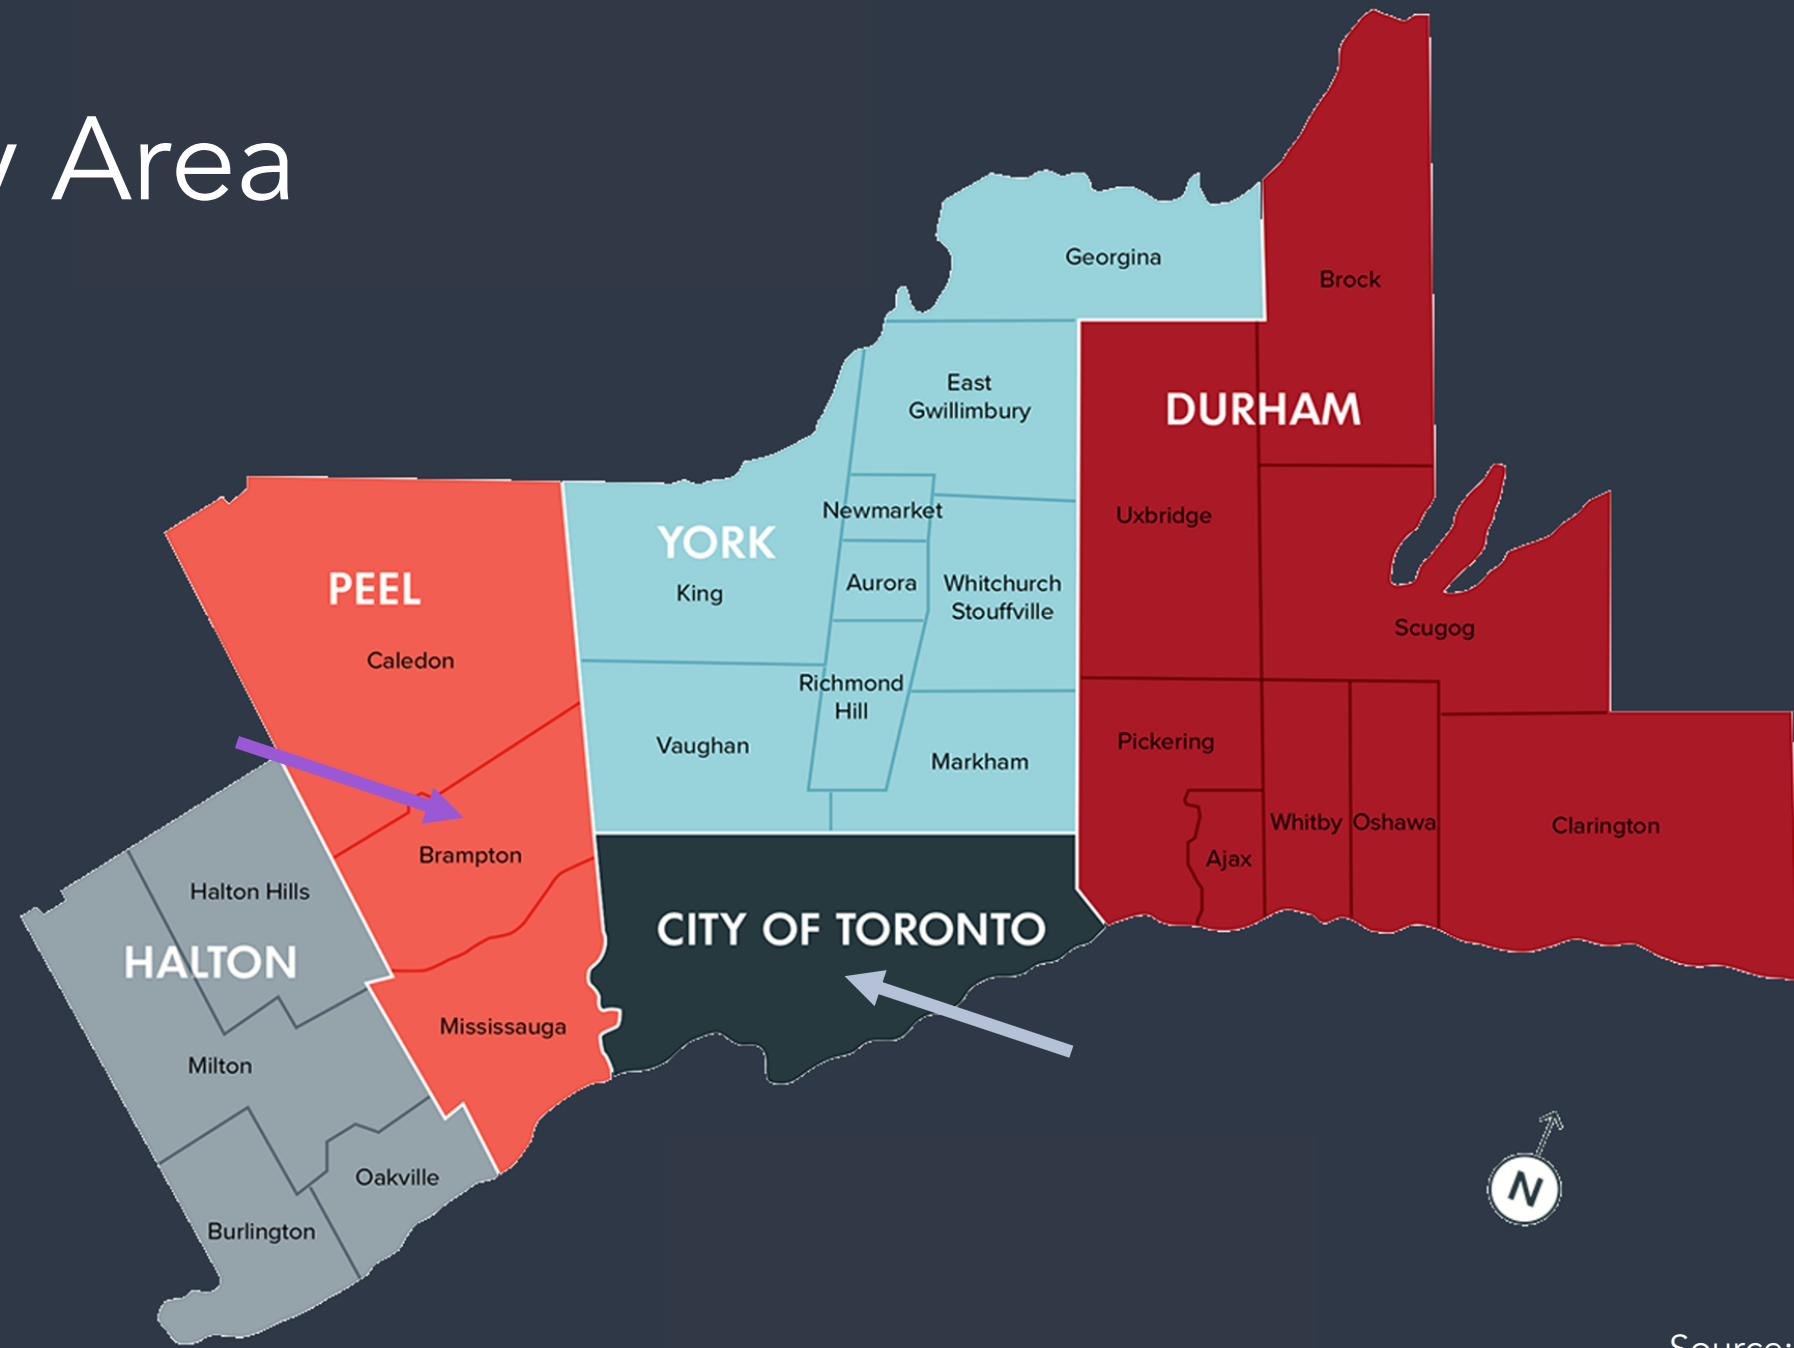 Area
Georgina
Brock
East
Gwillimbury
DURHAM
Newmarket
Uxbridge
YORK
PEEL
King
Aurora
Whitchurch
Stouffville
Scugog
Caledon
Richmond
Hill
Vaughan
Markham
Pickering
Whitby
Oshawa
Clarington
Brampton
Ajax
Halton Hills
CITY OF TORONTO
HALTON
Mississauga
Milton
Oakville
N
Burlington
Source: